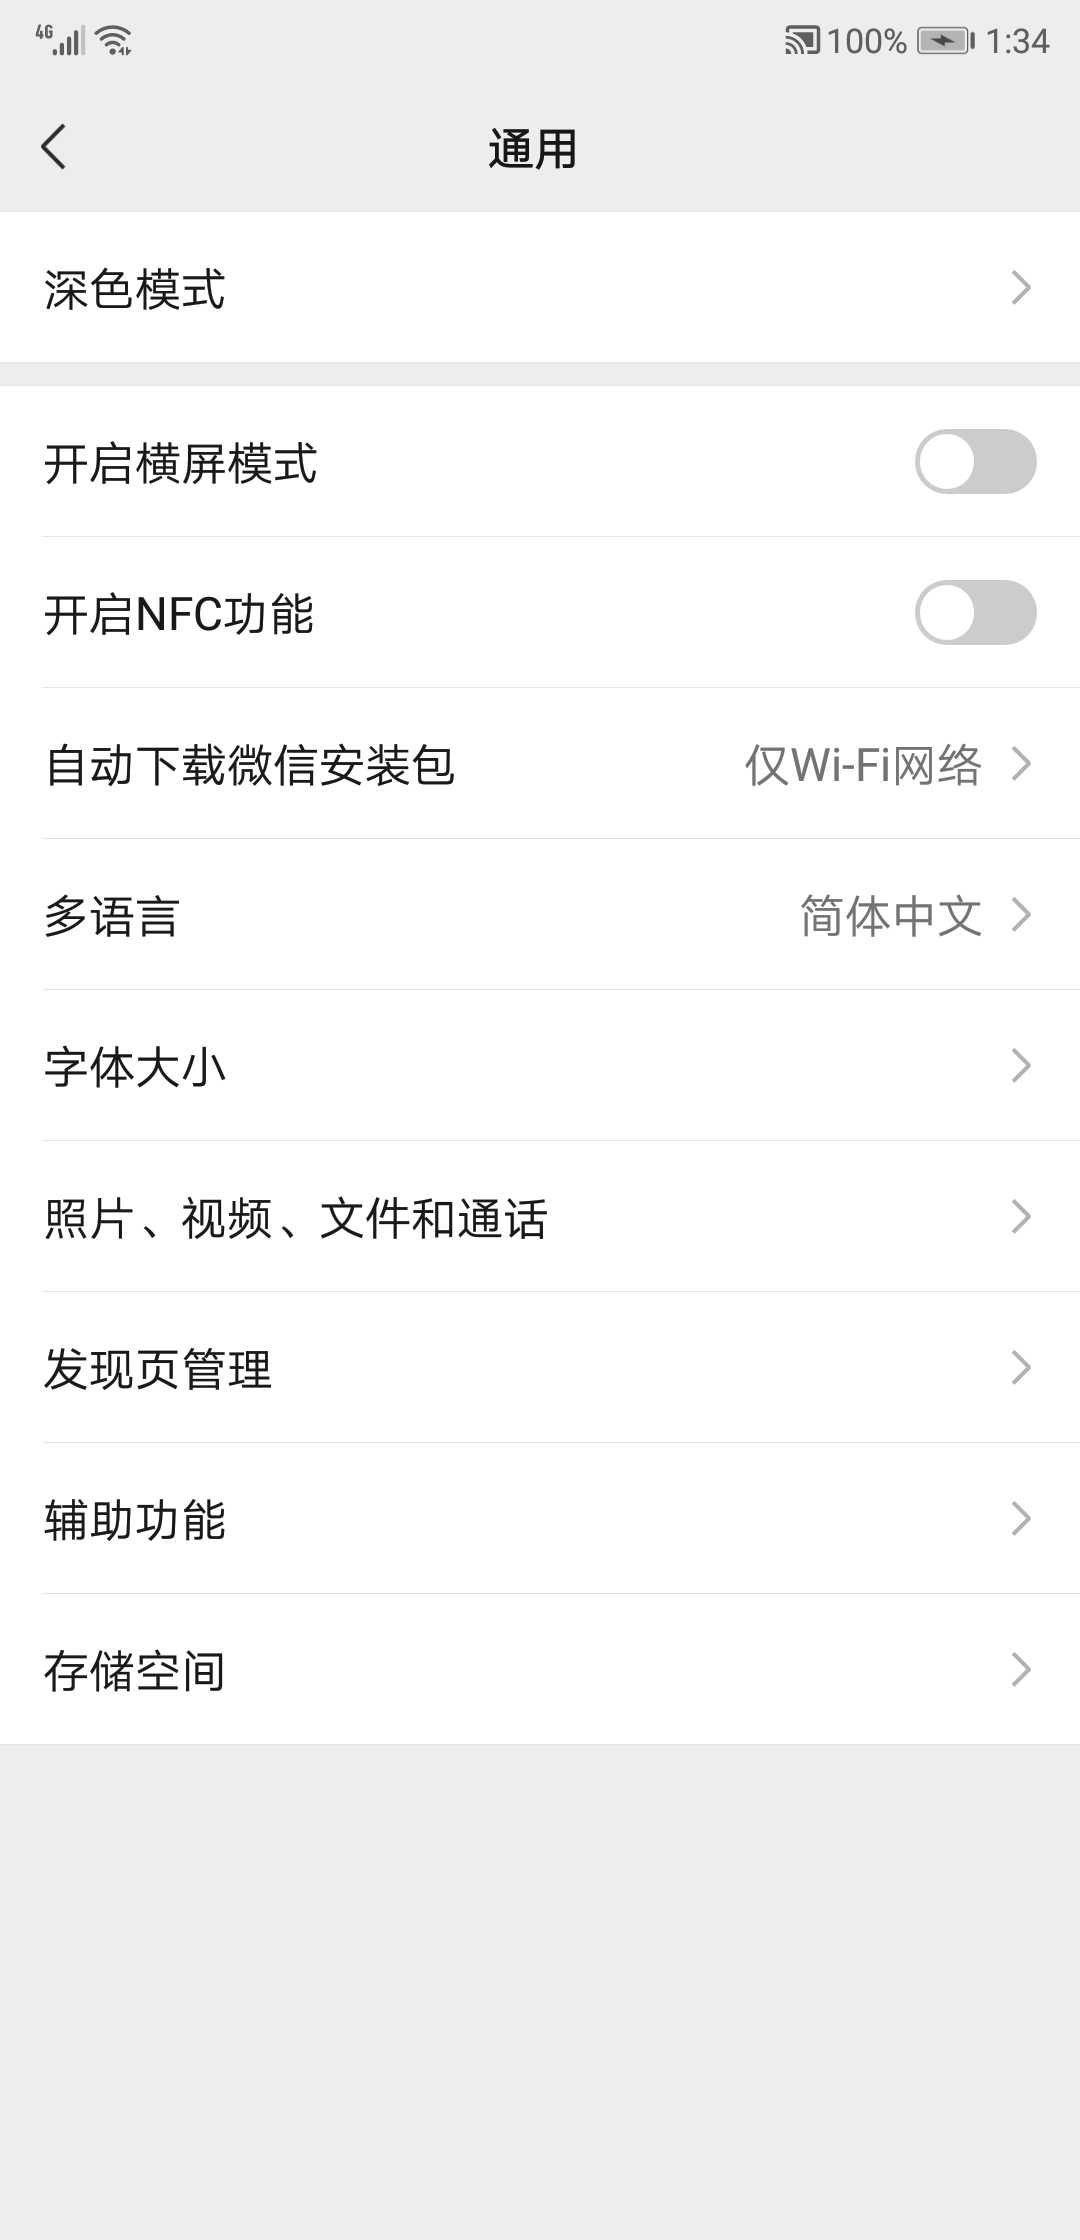 4G 100% 1:34
通用
深色模式
开启横屏模式
开启NFC功能
自动下载微信安装包 仅Wi-Fi网络
多语言 简体中文
字体大小
照片、视频、文件和通话
发现页管理
辅助功能
存储空间